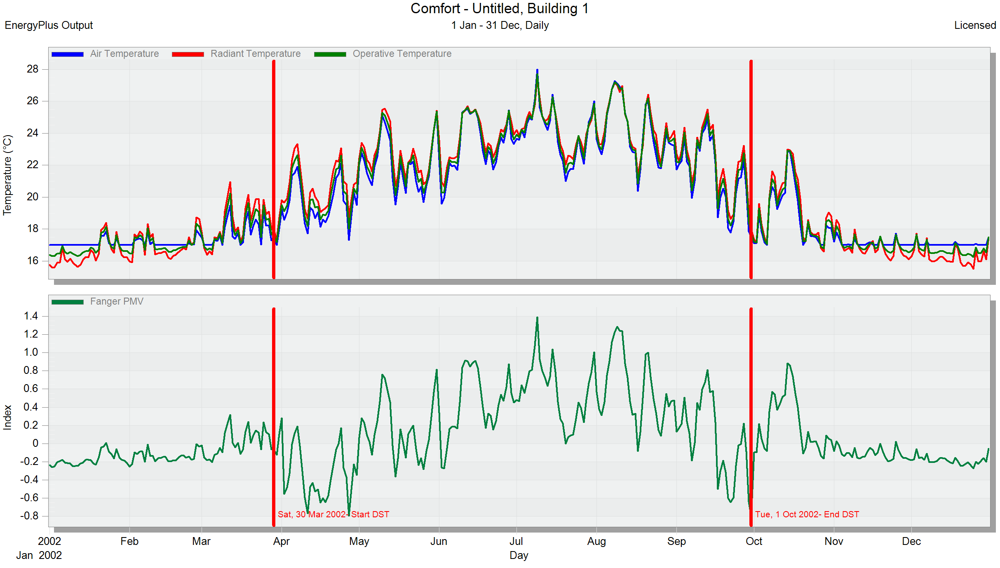 Comfort - Untitled, Building 1
EnergyPlus Output
1 Jan - 31 Dec, Daily
Licensed
Air Temperature
Radiant Temperature
Operative Temperature
28
26
24
22
20
18
16
Temperature (°C)
Fanger PMV
1.4
1.2
1.0
0.8
0.6
0.4
0.2
0
-0.2
-0.4
-0.6
-0.8
Index
Sat, 30 Mar 2002- Start DST
Tue, 1 Oct 2002- End DST
2002 Feb Mar Apr May Jun Jul Aug Sep Oct Nov Dec
Jan 2002
Day